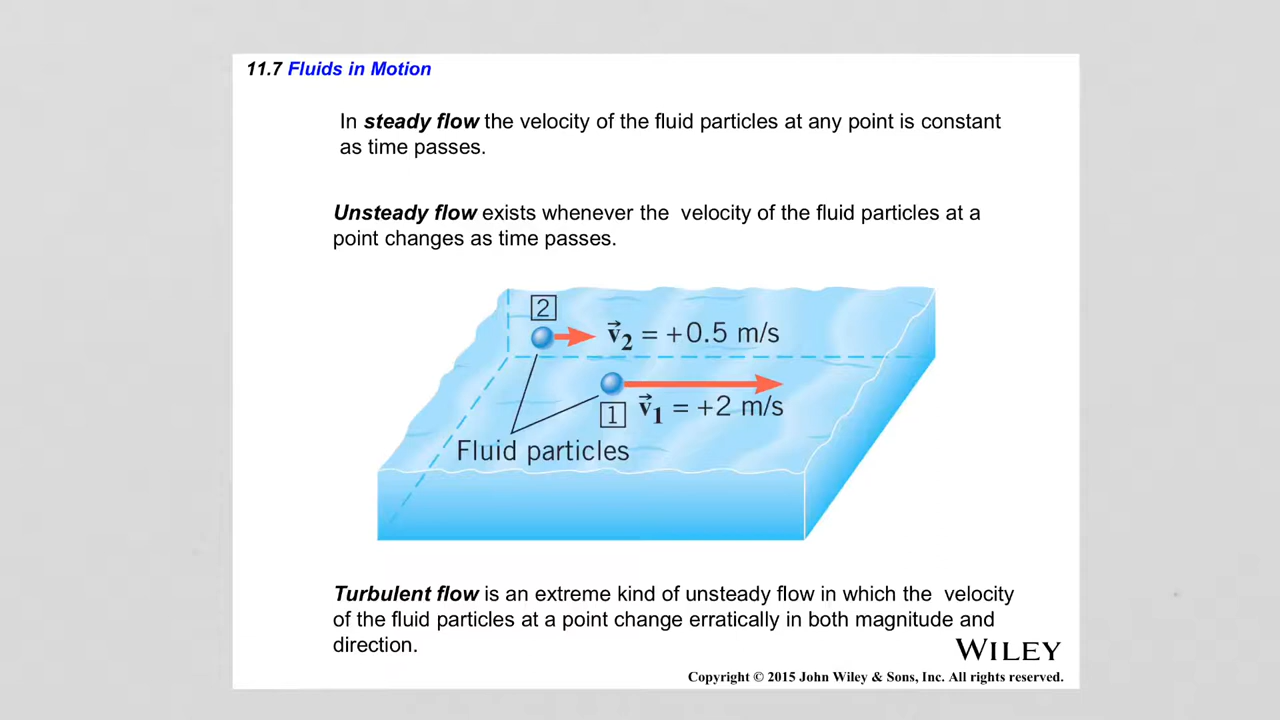 11.7 Fluids in Motion
In steady flow the velocity of the fluid particles at any point is constant
as time passes.
Unsteady flow exists whenever the  velocity of the fluid particles at a
point changes as time passes.
2
v⃗2 = +0.5 m/s
1
v⃗1 = +2 m/s
Fluid particles
Turbulent flow is an extreme kind of unsteady flow in which the  velocity
of the fluid particles at a point change erratically in both magnitude and
direction.
WILEY
Copyright © 2015 John Wiley & Sons, Inc. All rights reserved.